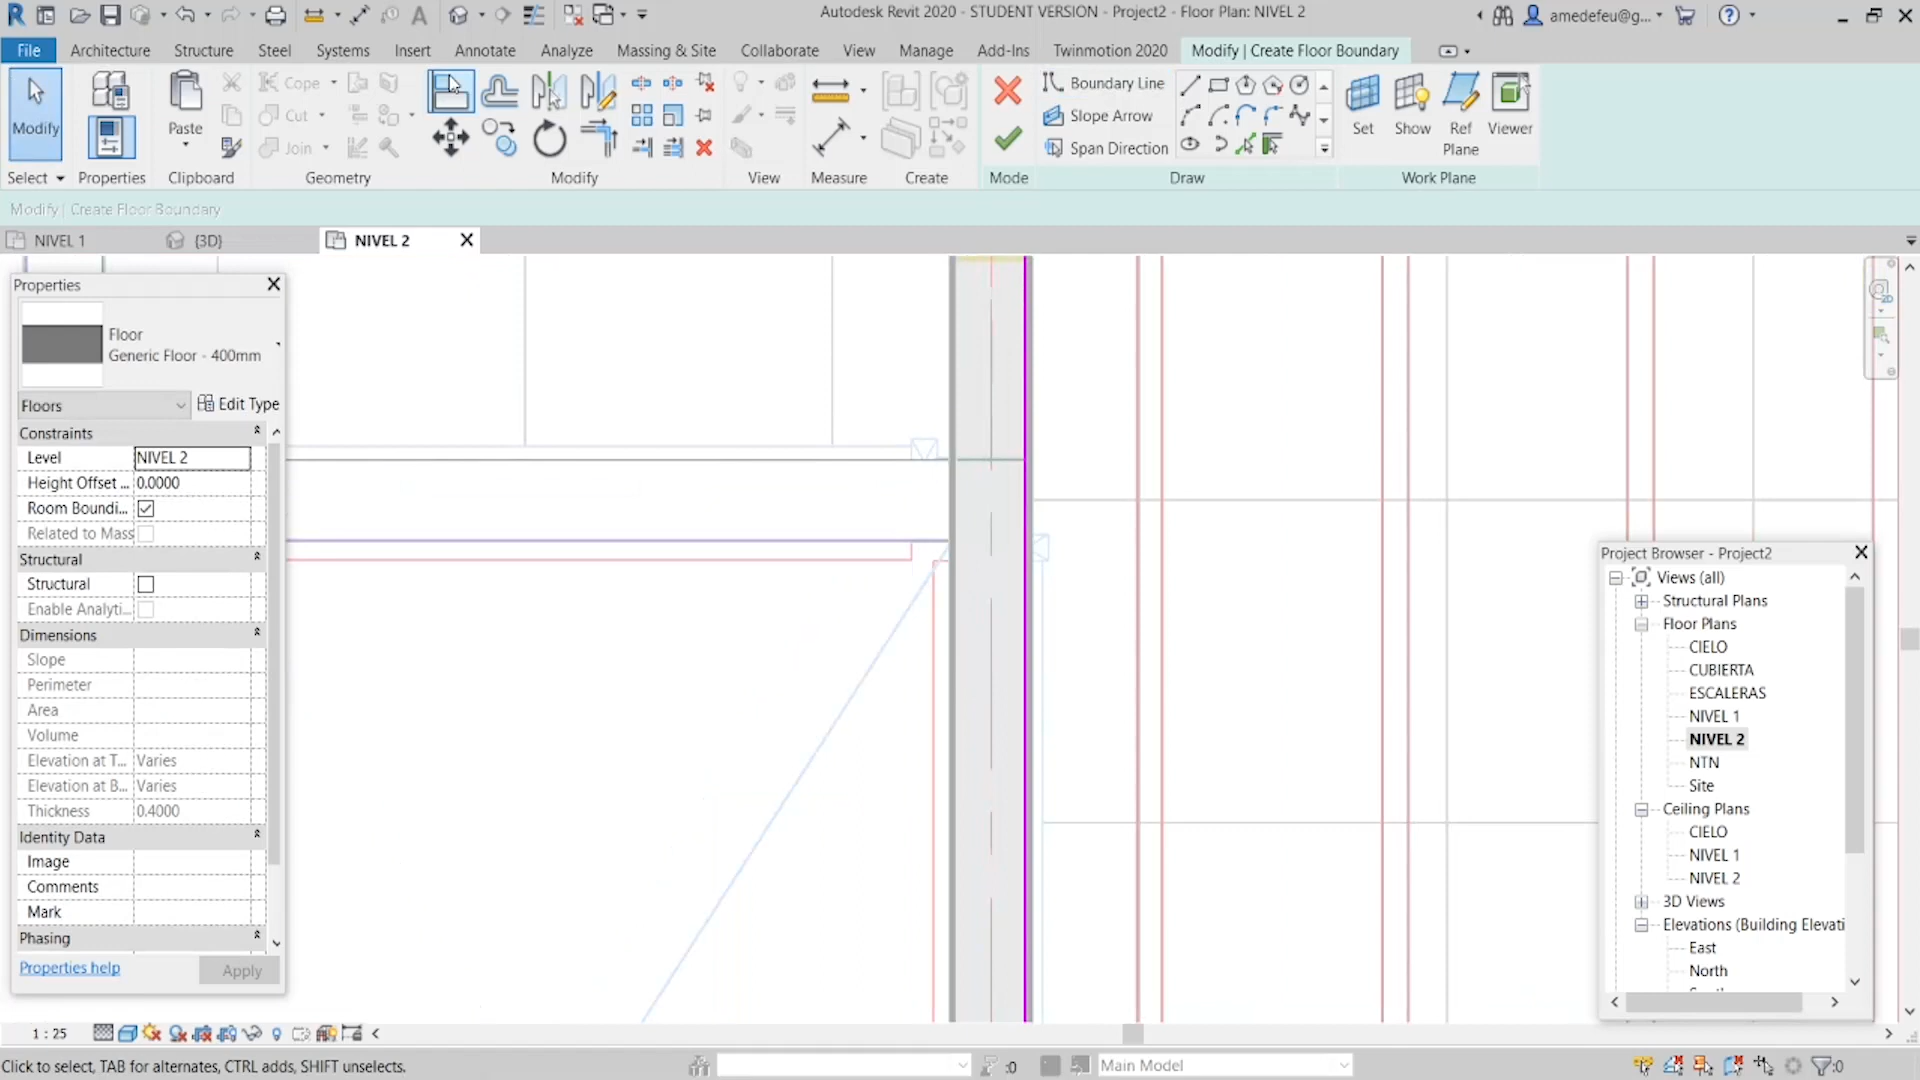 Autodesk Revit 2020 - STUDENT VERSION - Project2 - Floor Plan: NIVEL 2
amedefeu@g...
File Architecture Structure Steel Systems Insert Annotate Analyze Massing & Site Collaborate View Manage Add-Ins Twinmotion 2020 Modify | Create Floor Boundary
Modify
Paste
Cope
Cut
Join
Boundary Line
Slope Arrow
Span Direction
Set Show Ref Plane Viewer
Select Properties Clipboard Geometry Modify View Measure Create Mode Draw Work Plane
Modify | Create Floor Boundary
NIVEL 1 {3D} NIVEL 2
Properties
Floor
Generic Floor - 400mm
Floors Edit Type
Constraints
Level NIVEL 2
Height Offset ... 0.0000
Room Boundi...
Related to Mass
Structural
Structural
Enable Analyti...
Dimensions
Slope
Perimeter
Area
Volume
Elevation at T... Varies
Elevation at B... Varies
Thickness 0.4000
Identity Data
Image
Comments
Mark
Phasing
Properties help Apply
Project Browser - Project2
Views (all)
Structural Plans
Floor Plans
CIELO
CUBIERTA
ESCALERAS
NIVEL 1
NIVEL 2
NTN
Site
Ceiling Plans
CIELO
NIVEL 1
NIVEL 2
3D Views
Elevations (Building Elevati
East
North
1 : 25
Click to select, TAB for alternates, CTRL adds, SHIFT unselects.
:0
Main Model
:0